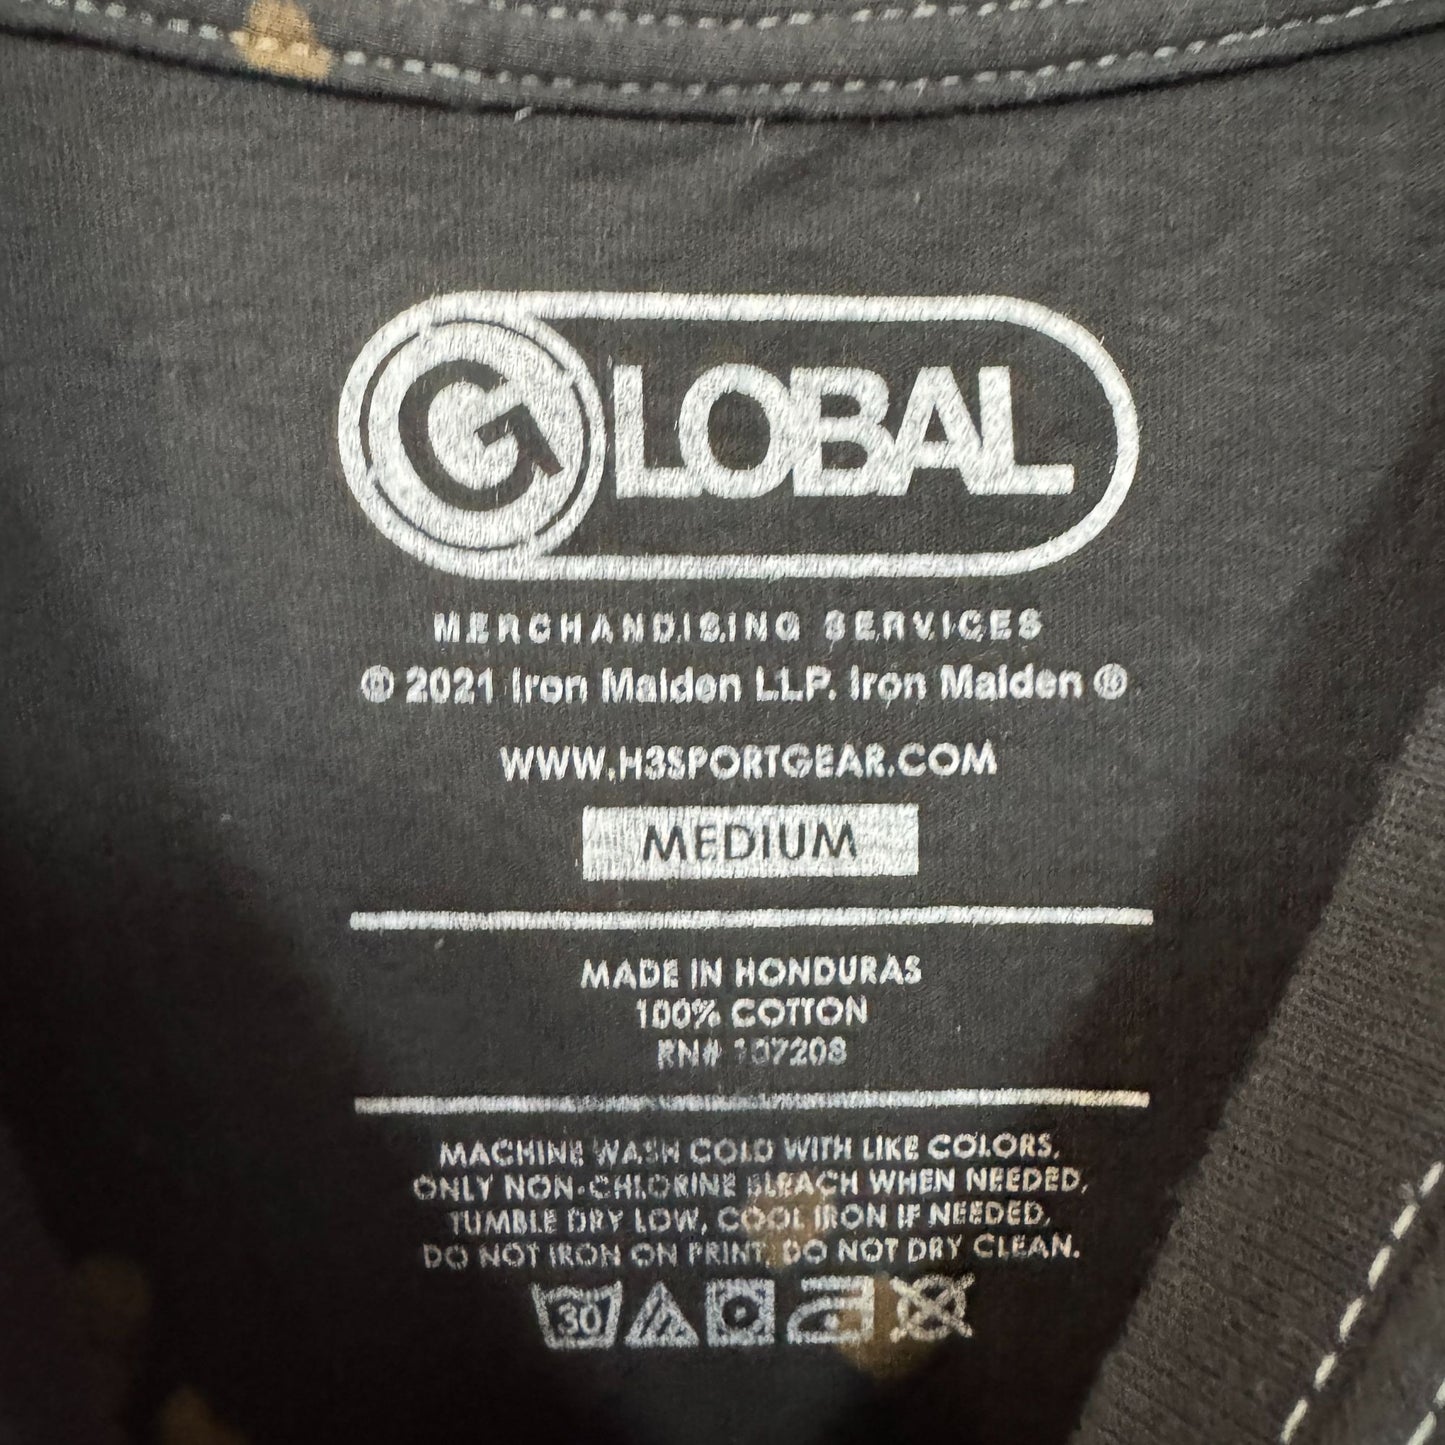 GLOBAL
MERCHANDISING SERVICES
© 2021 Iron Maiden LLP. Iron Maiden ®
WWW.H3SPORTGEAR.COM
MEDIUM
MADE IN HONDURAS
100% COTTON
RN# 107208
MACHINE WASH COLD WITH LIKE COLORS.
ONLY NON-CHLORINE BLEACH WHEN NEEDED.
TUMBLE DRY LOW, COOL IRON IF NEEDED.
DO NOT IRON ON PRINT, DO NOT DRY CLEAN.
30